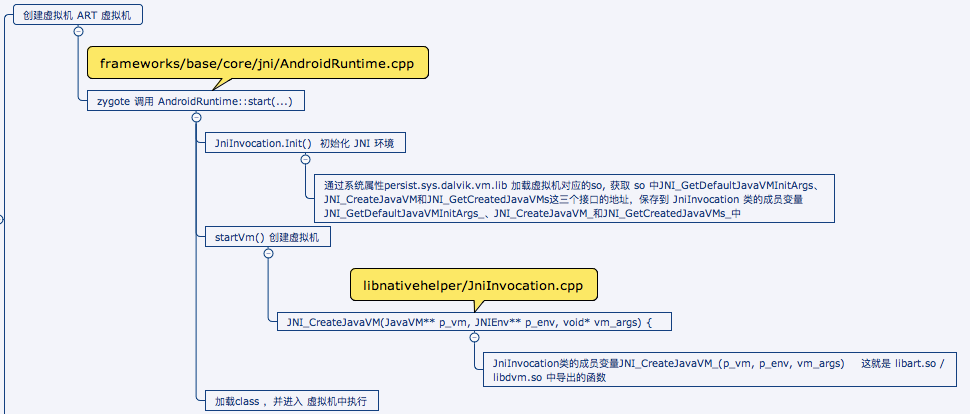 创建虚拟机 ART 虚拟机
frameworks/base/core/jni/AndroidRuntime.cpp
zygote 调用 AndroidRuntime::start(...)
JniInvocation.Init()  初始化 JNI 环境
通过系统属性persist.sys.dalvik.vm.lib 加载虚拟机对应的so, 获取 so 中JNI_GetDefaultJavaVMInitArgs、
JNI_CreateJavaVM和JNI_GetCreatedJavaVMs这三个接口的地址，保存到 JniInvocation 类的成员变量
JNI_GetDefaultJavaVMInitArgs_、JNI_CreateJavaVM_和JNI_GetCreatedJavaVMs_中
startVm() 创建虚拟机
libnativehelper/JniInvocation.cpp
JNI_CreateJavaVM(JavaVM** p_vm, JNIEnv** p_env, void* vm_args) {
JniInvocation类的成员变量JNI_CreateJavaVM_(p_vm, p_env, vm_args)    这就是 libart.so /
libdvm.so 中导出的函数
加载class ，并进入 虚拟机中执行